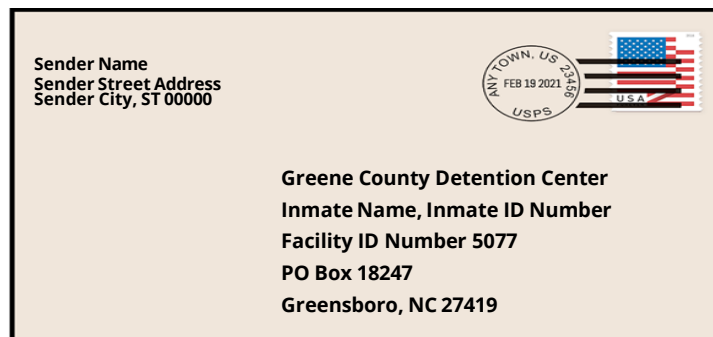 Sender Name
Sender Street Address
Sender City, ST 00000
ANY TOWN, US 23456
FEB 19 2021
USPS
USA
Greene County Detention Center
Inmate Name, Inmate ID Number
Facility ID Number 5077
PO Box 18247
Greensboro, NC 27419